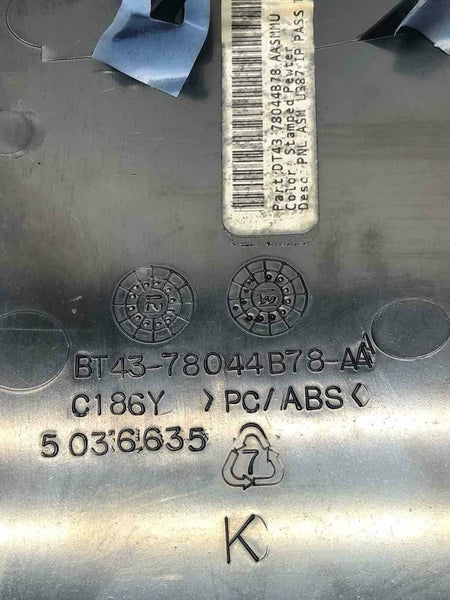 Part:DT43 78044B78 AASMMU
Color: Stamped Pewter
Desc: PNL ASM U387 IP PASS
BT43-78044B78-A
C186Y >PC/ABS<
5036635
7
K